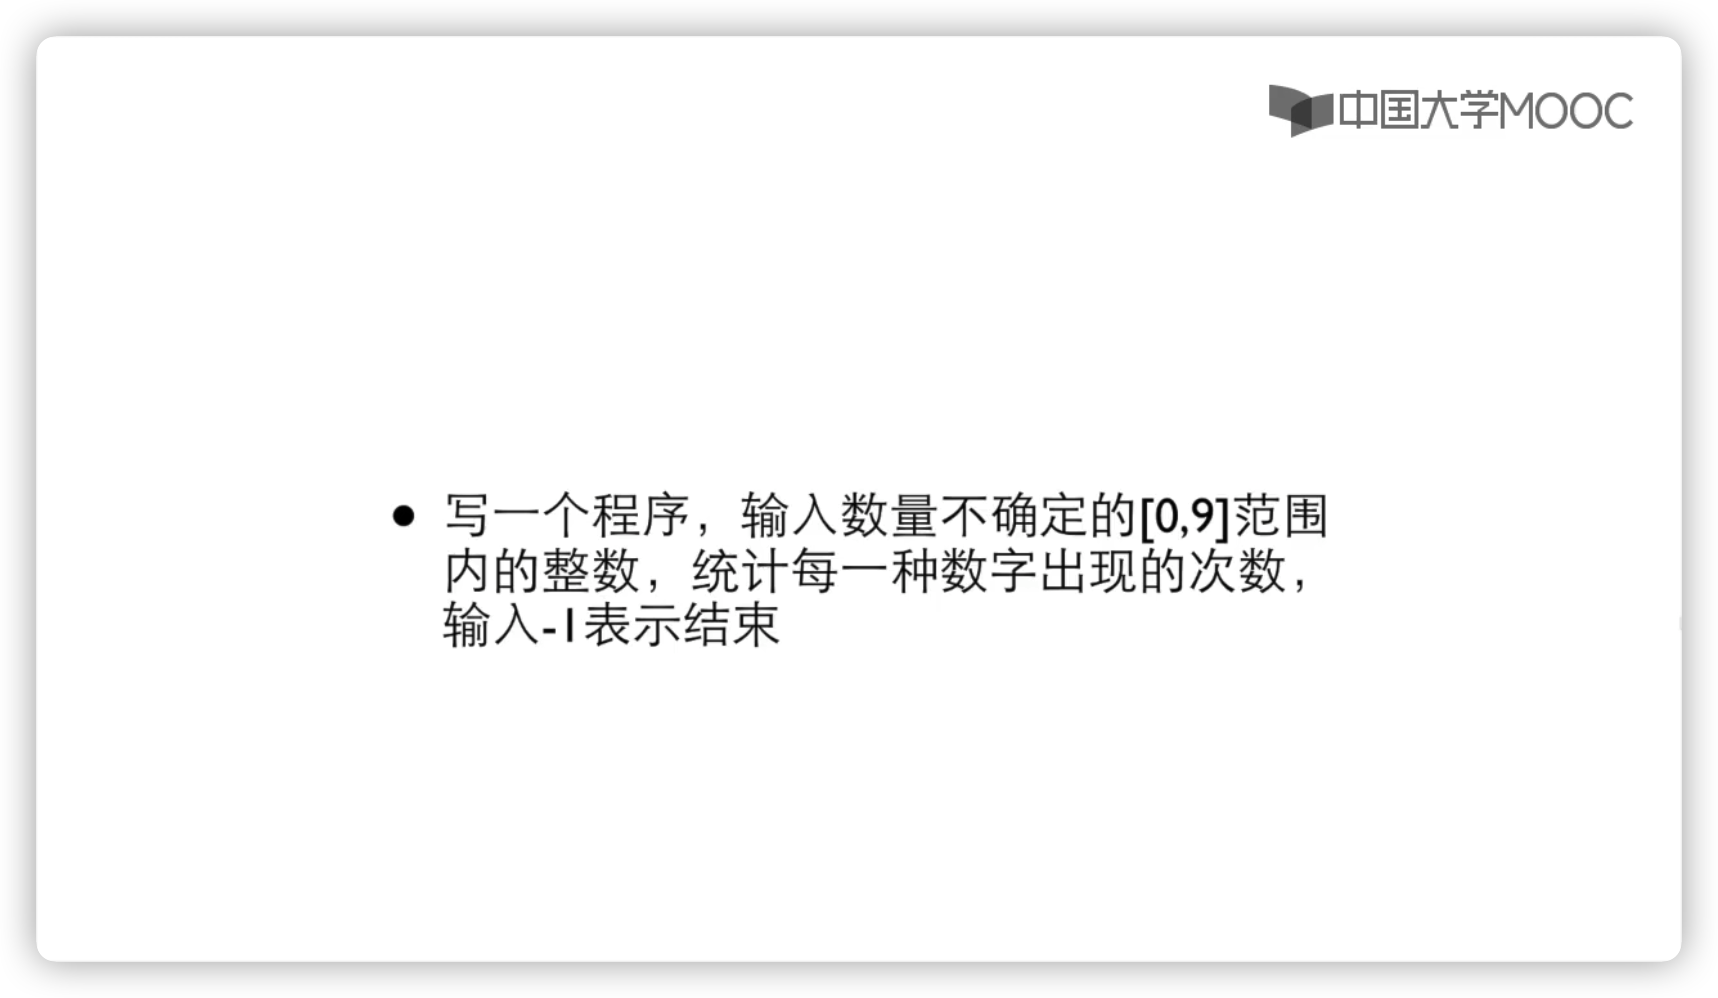 中国大学MOOC
• 写一个程序，输入数量不确定的[0,9]范围
内的整数，统计每一种数字出现的次数，
输入-1表示结束